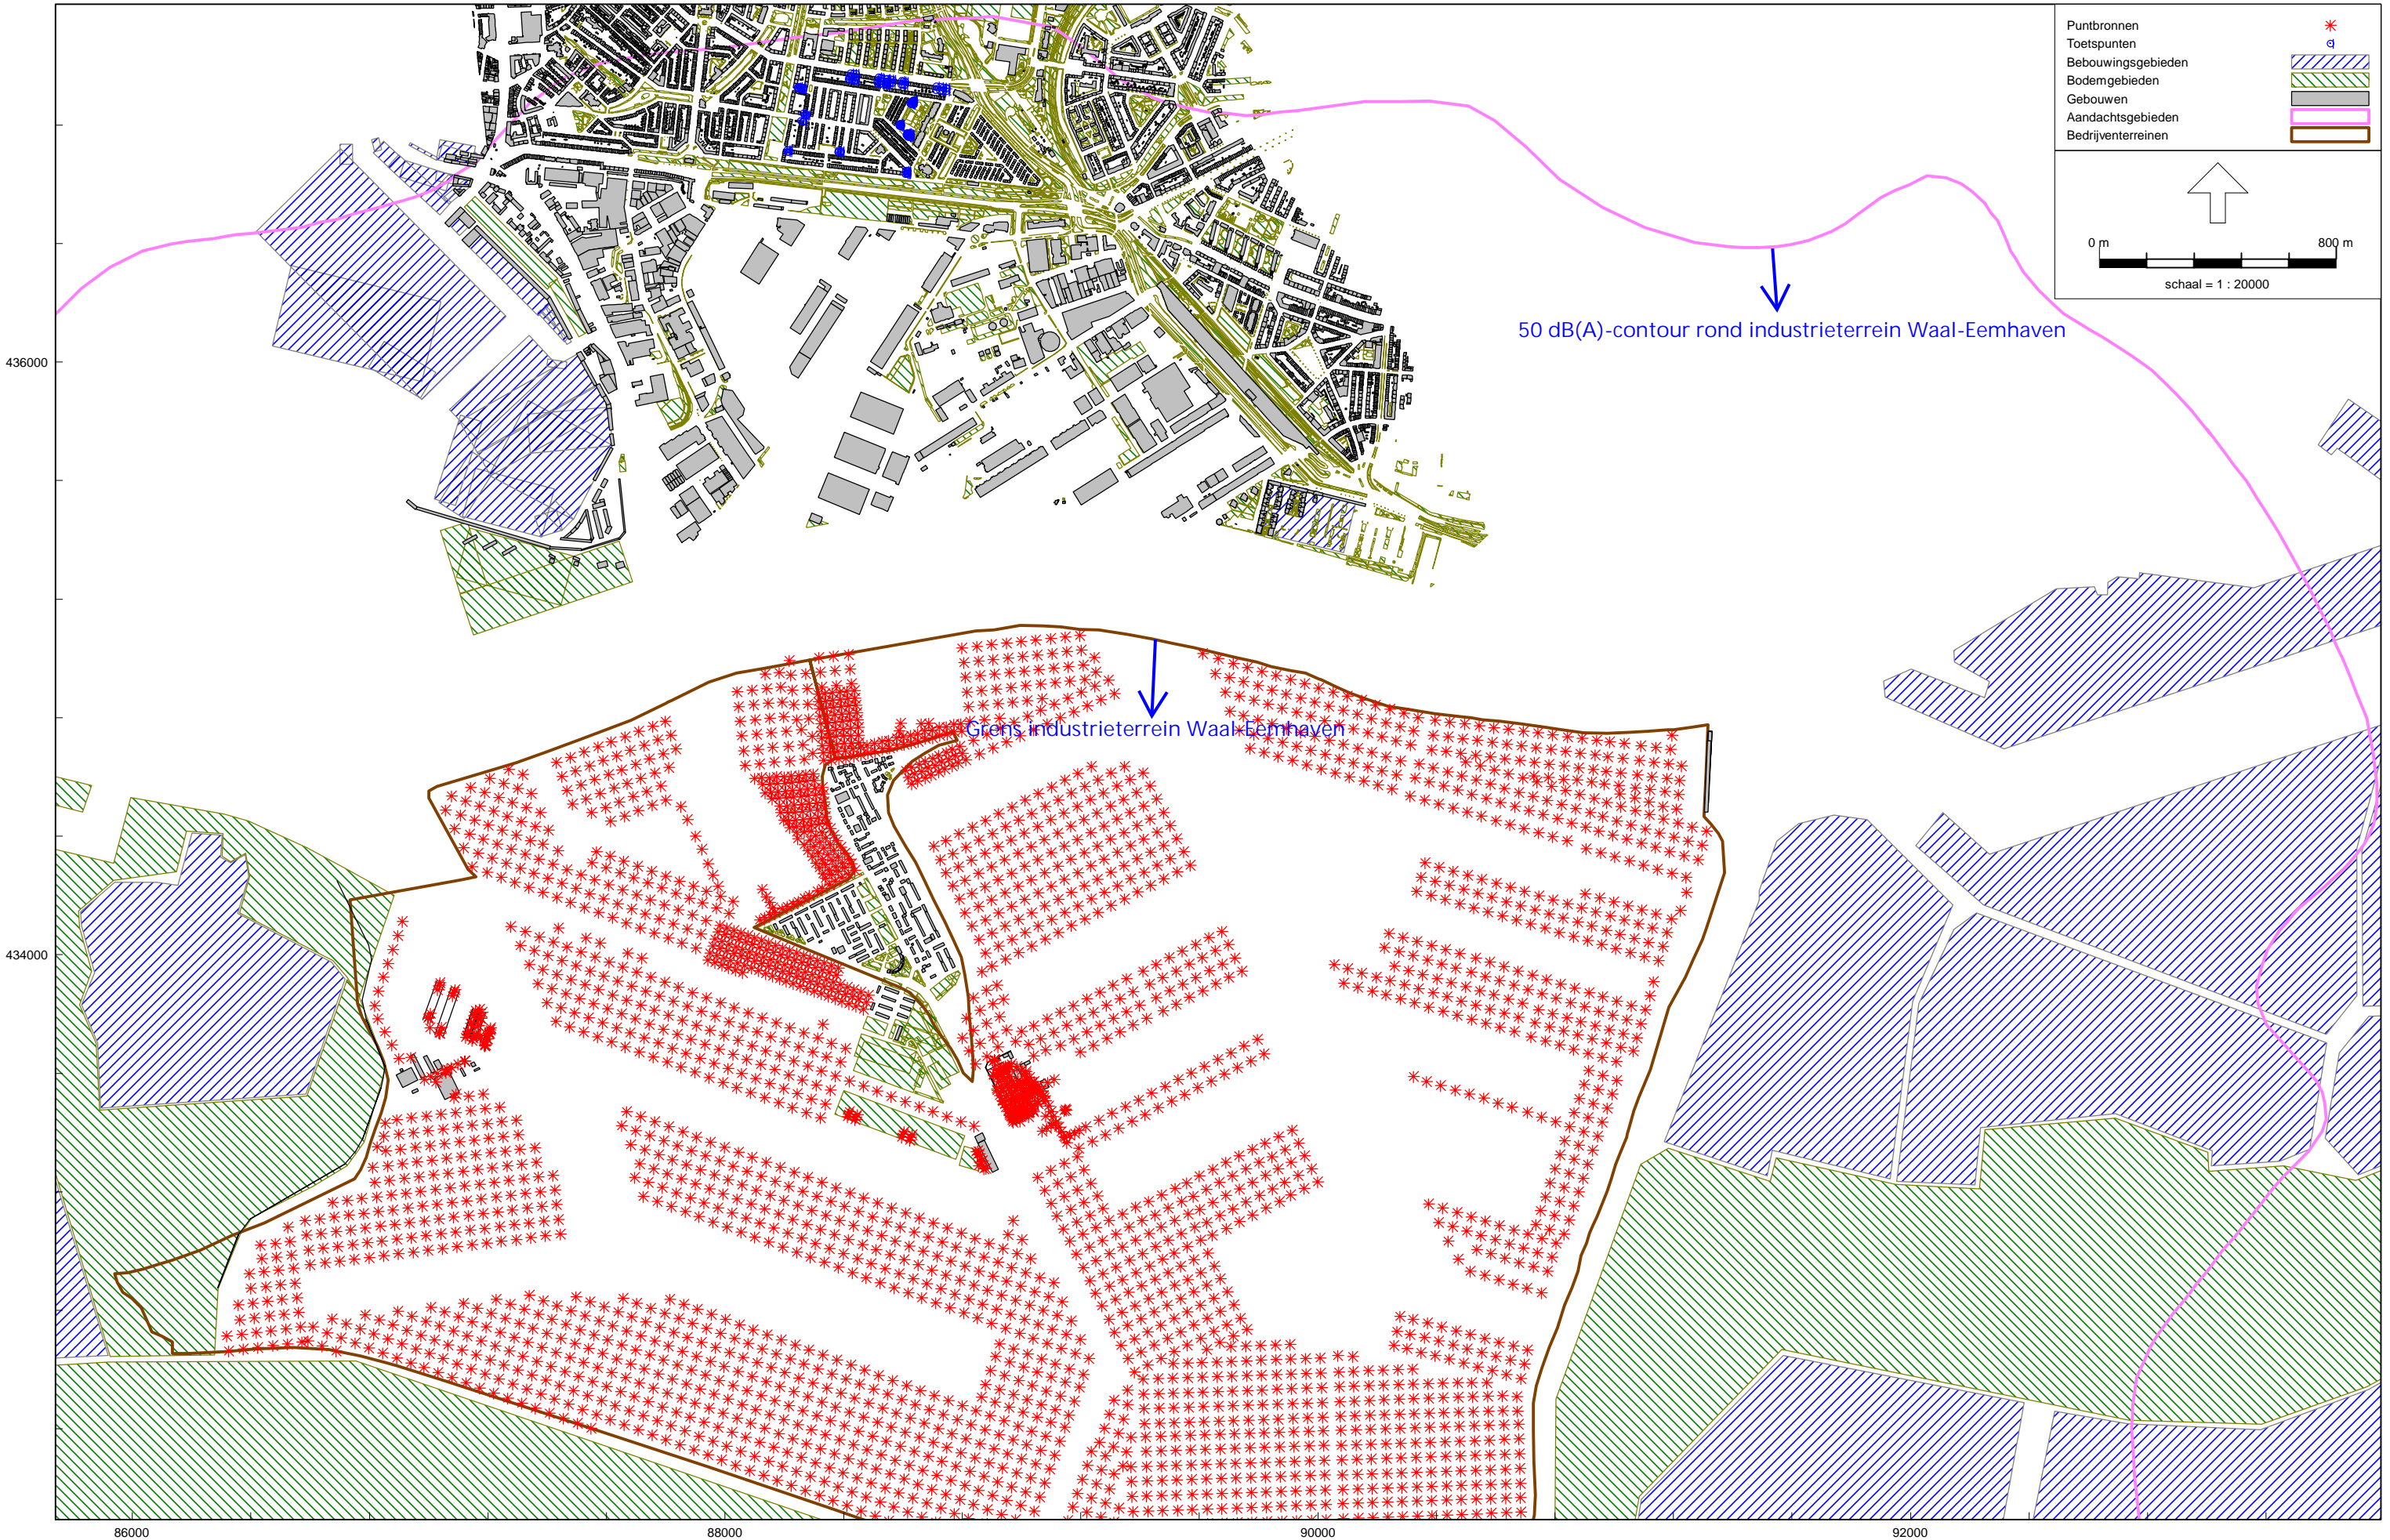 Puntbronnen
Toetspunten
Bebouwingsgebieden
Bodemgebieden
Gebouwen
Aandachtsgebieden
Bedrijventerreinen
0 m 800 m
schaal = 1 : 20000
50 dB(A)-contour rond industrieterrein Waal-Eemhaven
436000
Grens industrieterrein Waal-Eemhaven
434000
86000 88000 90000 92000